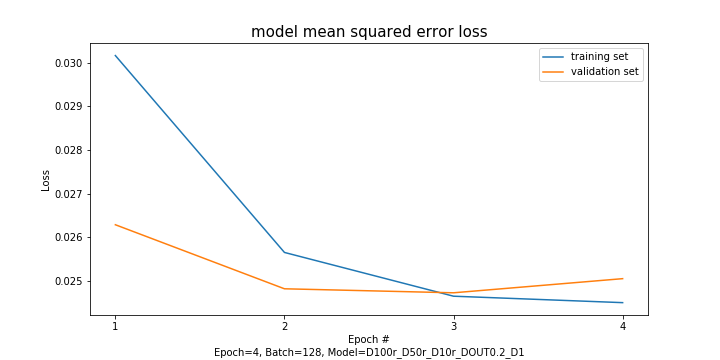 model mean squared error loss
training set
validation set
0.030
0.029
0.028
0.027
0.026
0.025
Loss
1
2
3
4
Epoch #
Epoch=4, Batch=128, Model=D100r_D50r_D10r_DOUT0.2_D1